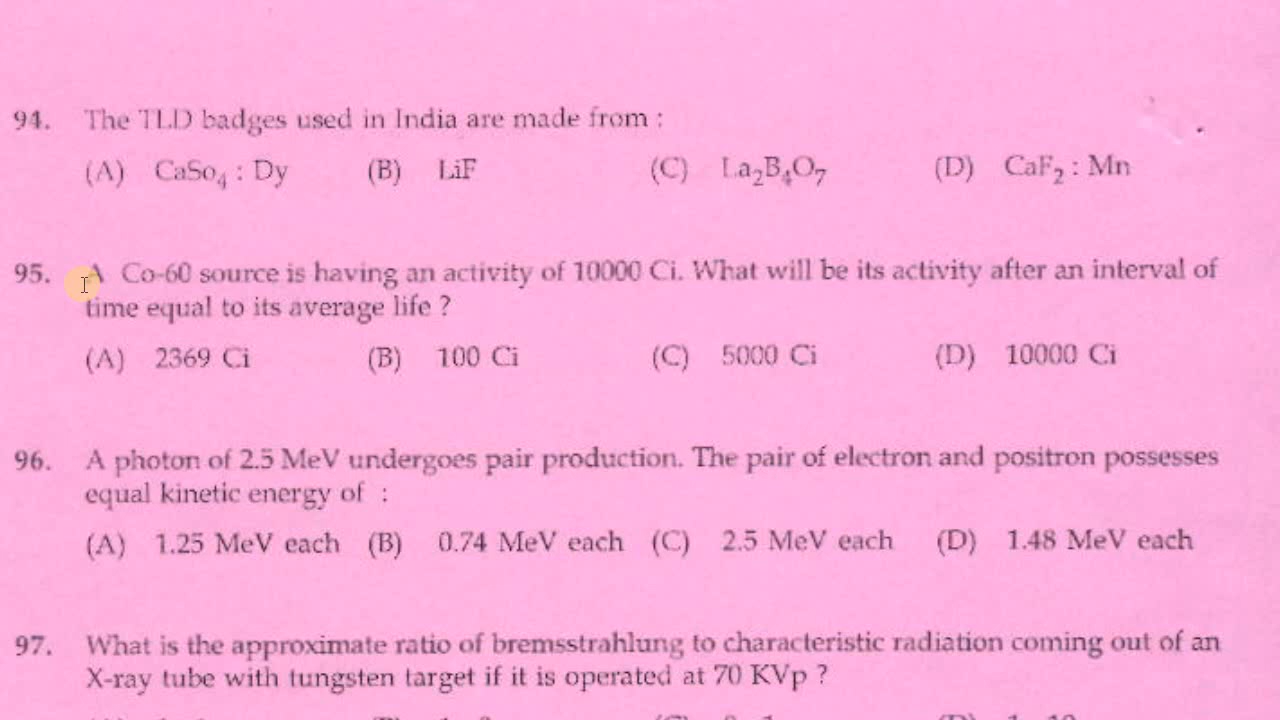 94. The TLD badges used in India are made from :
(A) CaSo₄ : Dy (B) LiF (C) La₂B₄O₇ (D) CaF₂ : Mn
95. A Co-60 source is having an activity of 10000 Ci. What will be its activity after an interval of
time equal to its average life ?
(A) 2369 Ci (B) 100 Ci (C) 5000 Ci (D) 10000 Ci
96. A photon of 2.5 MeV undergoes pair production. The pair of electron and positron possesses
equal kinetic energy of :
(A) 1.25 MeV each (B) 0.74 MeV each (C) 2.5 MeV each (D) 1.48 MeV each
97. What is the approximate ratio of bremsstrahlung to characteristic radiation coming out of an
X-ray tube with tungsten target if it is operated at 70 KVp ?